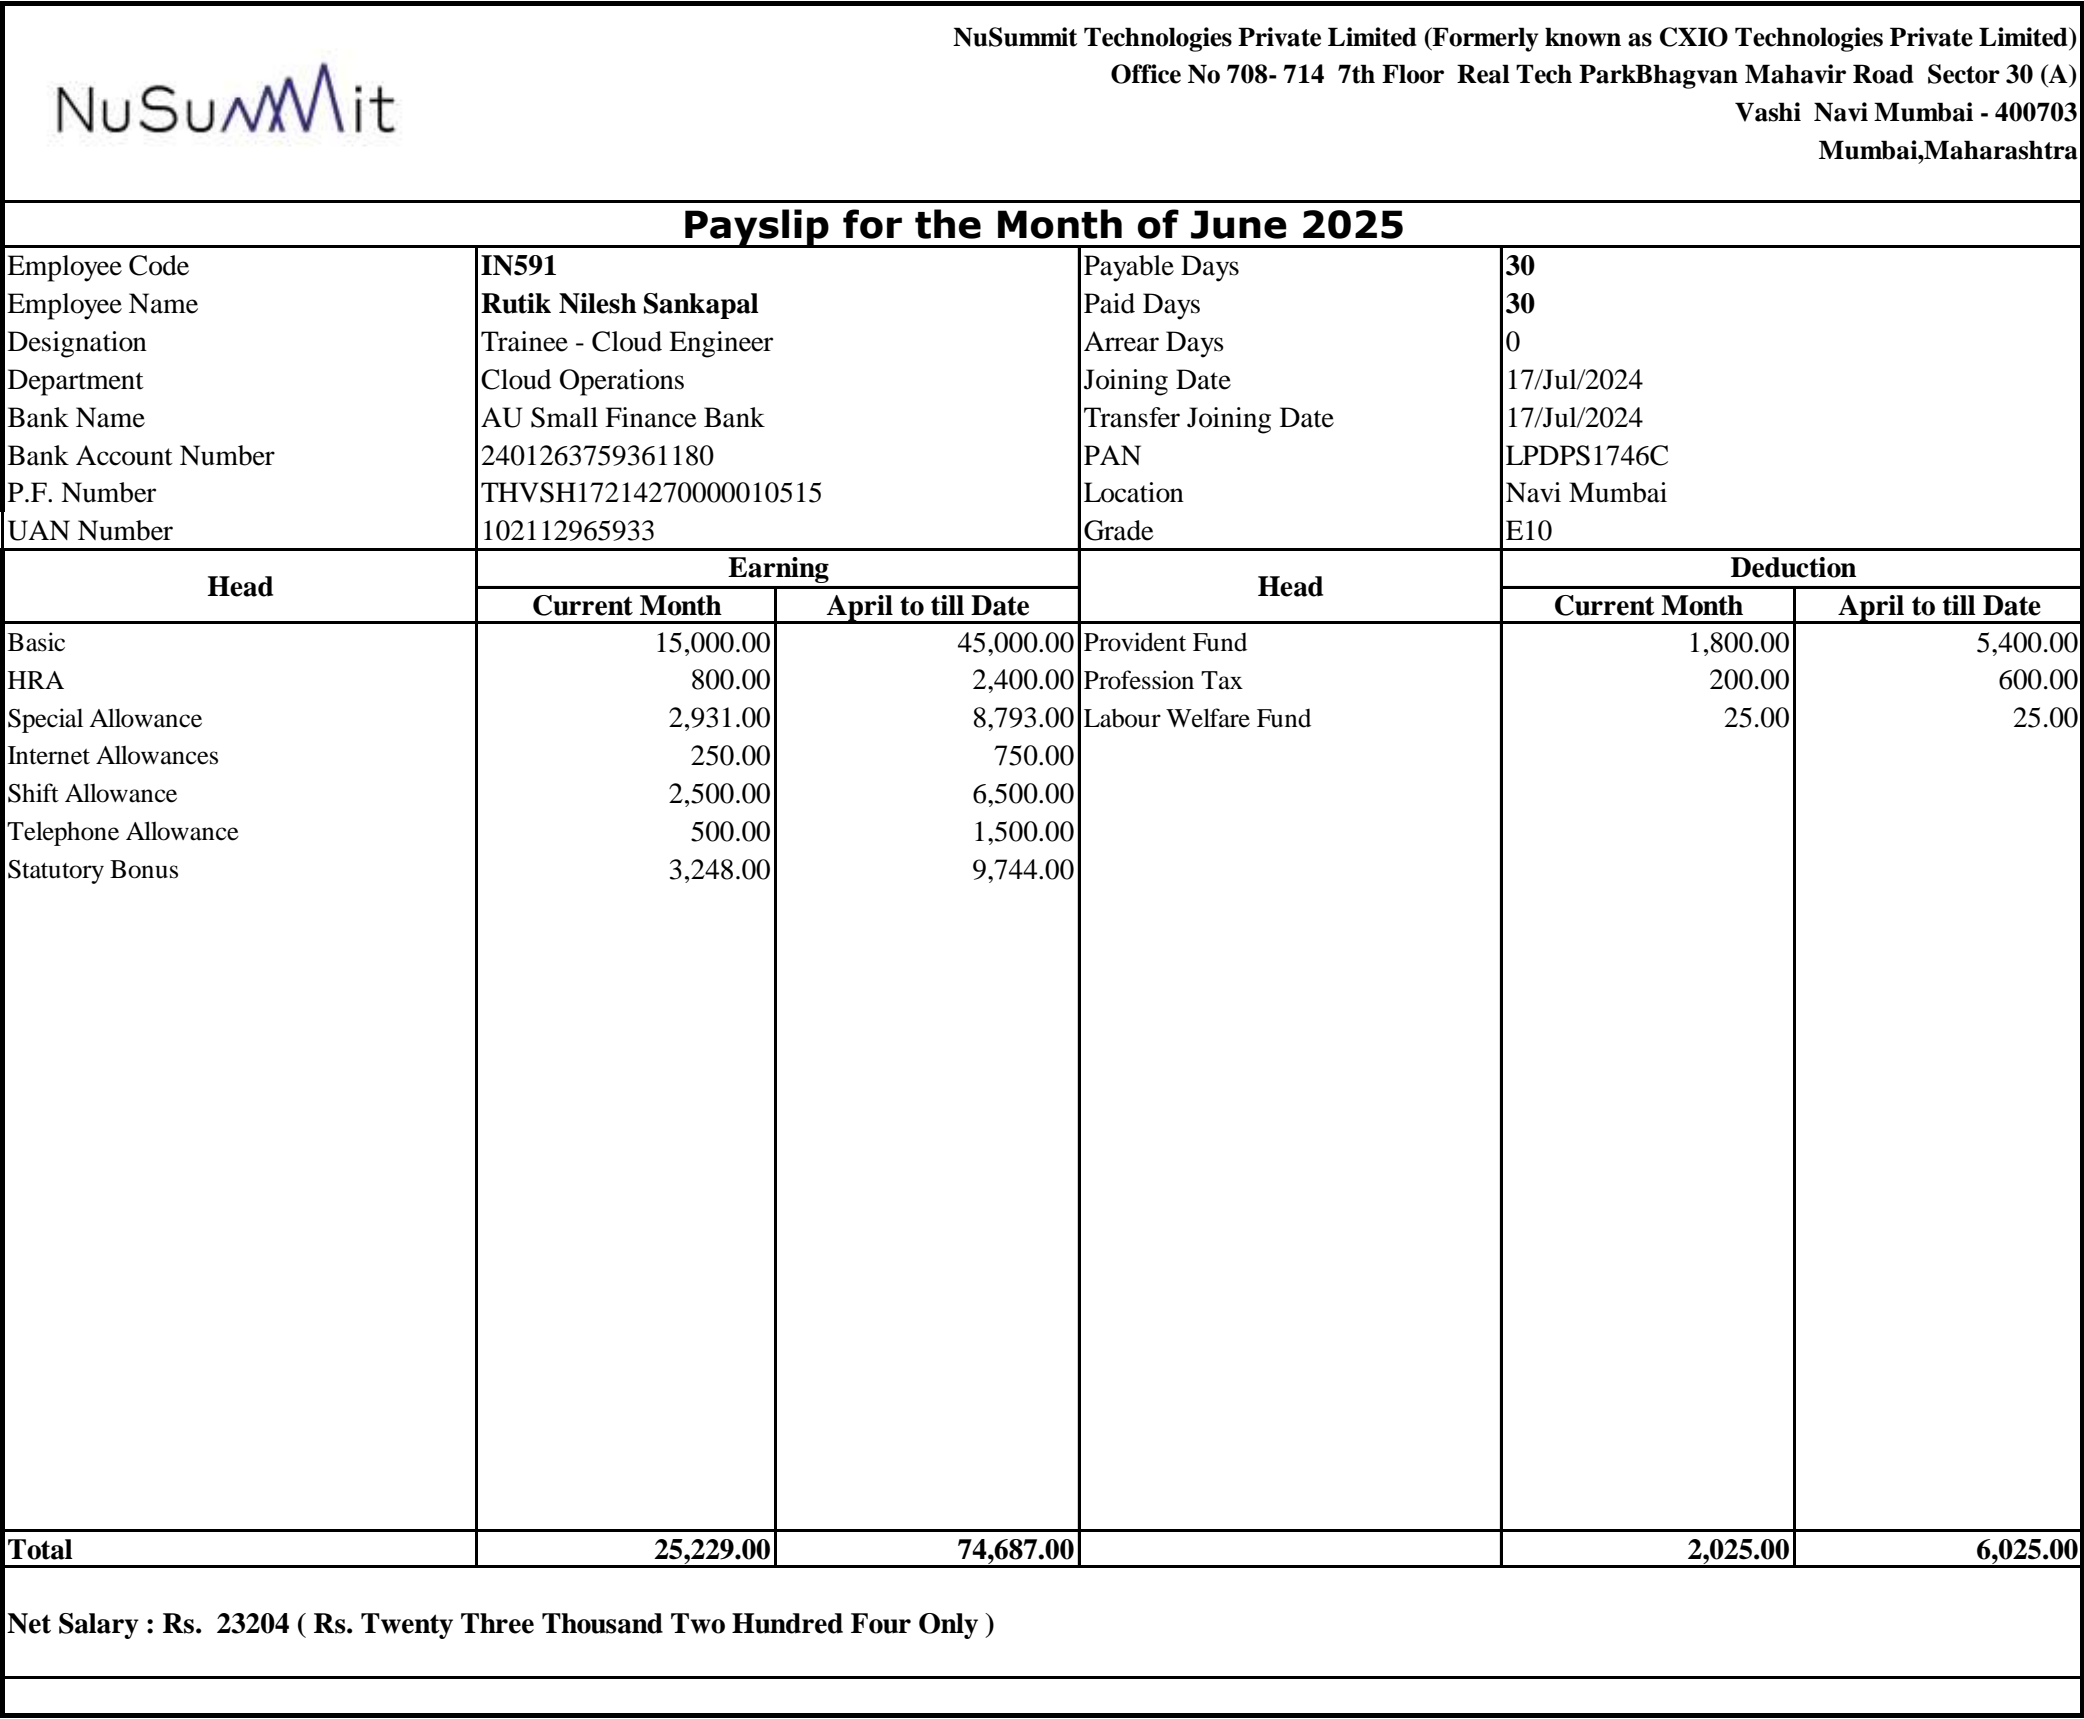 NuSummit
NuSummit Technologies Private Limited (Formerly known as CXIO Technologies Private Limited)
Office No 708- 714 7th Floor Real Tech ParkBhagvan Mahavir Road Sector 30 (A)
Vashi Navi Mumbai - 400703
Mumbai,Maharashtra
Payslip for the Month of June 2025
Employee Code IN591 Payable Days 30
Employee Name Rutik Nilesh Sankapal Paid Days 30
Designation Trainee - Cloud Engineer Arrear Days 0
Department Cloud Operations Joining Date 17/Jul/2024
Bank Name AU Small Finance Bank Transfer Joining Date 17/Jul/2024
Bank Account Number 2401263759361180 PAN LPDPS1746C
P.F. Number THVSH17214270000010515 Location Navi Mumbai
UAN Number 102112965933 Grade E10
Head Earning Head Deduction
Current Month April to till Date Current Month April to till Date
Basic 15,000.00 45,000.00 Provident Fund 1,800.00 5,400.00
HRA 800.00 2,400.00 Profession Tax 200.00 600.00
Special Allowance 2,931.00 8,793.00 Labour Welfare Fund 25.00 25.00
Internet Allowances 250.00 750.00
Shift Allowance 2,500.00 6,500.00
Telephone Allowance 500.00 1,500.00
Statutory Bonus 3,248.00 9,744.00
Total 25,229.00 74,687.00 2,025.00 6,025.00
Net Salary : Rs. 23204 ( Rs. Twenty Three Thousand Two Hundred Four Only )